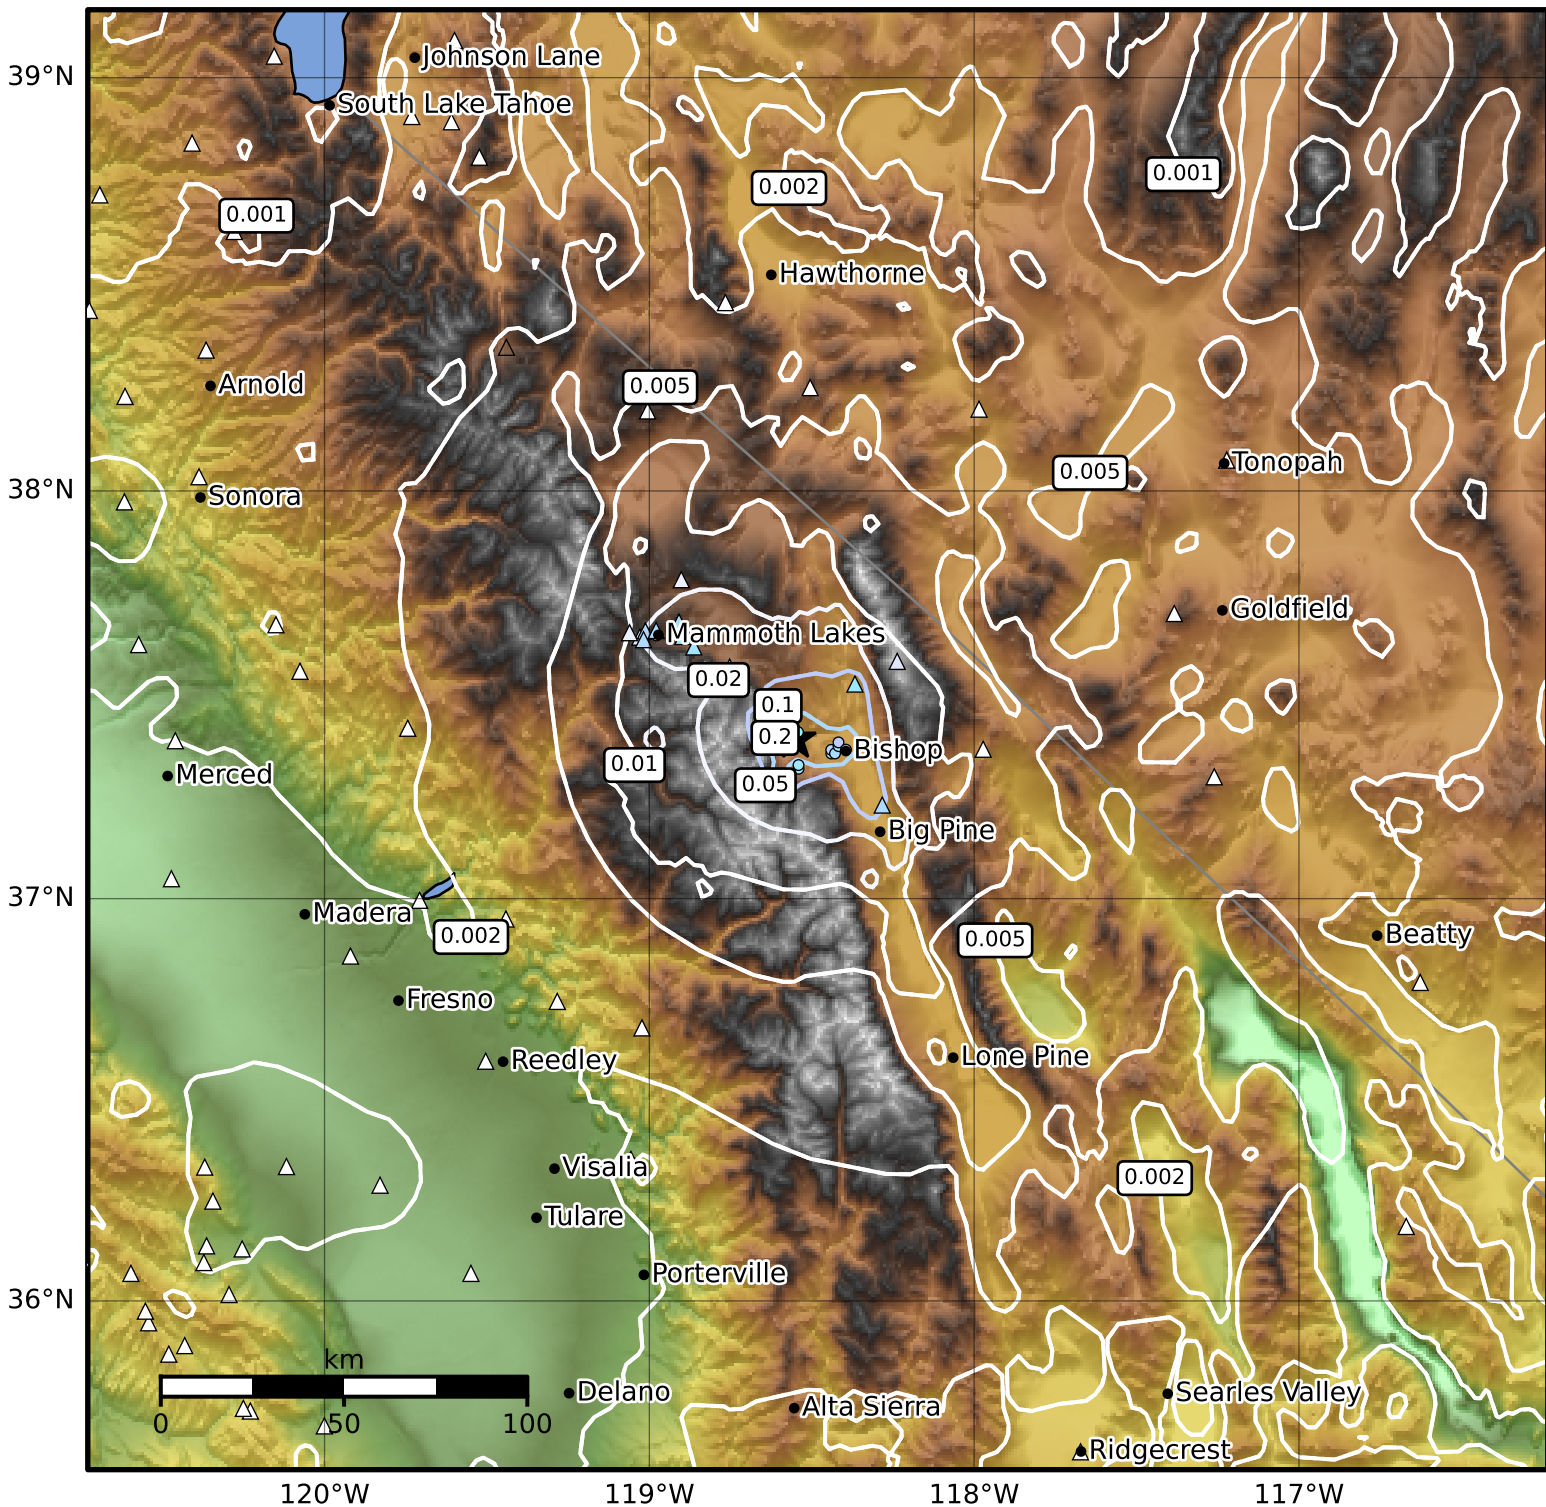 Johnson Lane
39°N
South Lake Tahoe
0.001
0.002
0.001
Hawthorne
0.005
Arnold
Tonopah
0.005
38°N
Sonora
Goldfield
Mammoth Lakes
0.02
0.1
0.2
Bishop
0.01
Merced
0.05
Big Pine
37°N
Madera
0.002
0.005
Beatty
Fresno
Lone Pine
Reedley
Visalia
0.002
Tulare
Porterville
36°N
km
0 50 100
Delano
Searles Valley
Alta Sierra
Ridgecrest
120°W 119°W 118°W 117°W